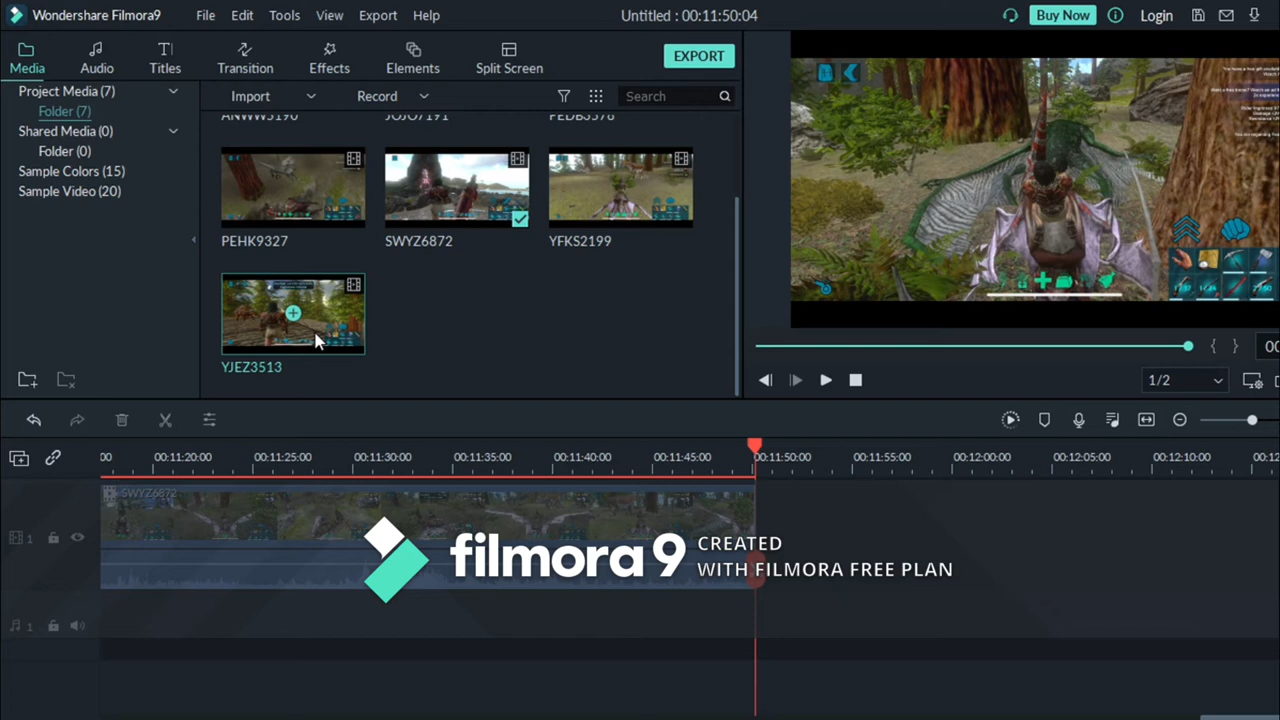 Wondershare Filmora9 File Edit Tools View Export Help Untitled : 00:11:50:04 Buy Now Login
Media Audio Titles Transition Effects Elements Split Screen EXPORT
Project Media (7)
Folder (7)
Shared Media (0)
Folder (0)
Sample Colors (15)
Sample Video (20)
Import Record Search
PEHK9327 SWYZ6872 YFKS2199
YJEZ3513
1/2
00:11:20:00 00:11:25:00 00:11:30:00 00:11:35:00 00:11:40:00 00:11:45:00 00:11:50:00 00:11:55:00 00:12:00:00 00:12:05:00 00:12:10:00
SWYZ6872
1
filmora 9 CREATED
WITH FILMORA FREE PLAN
1